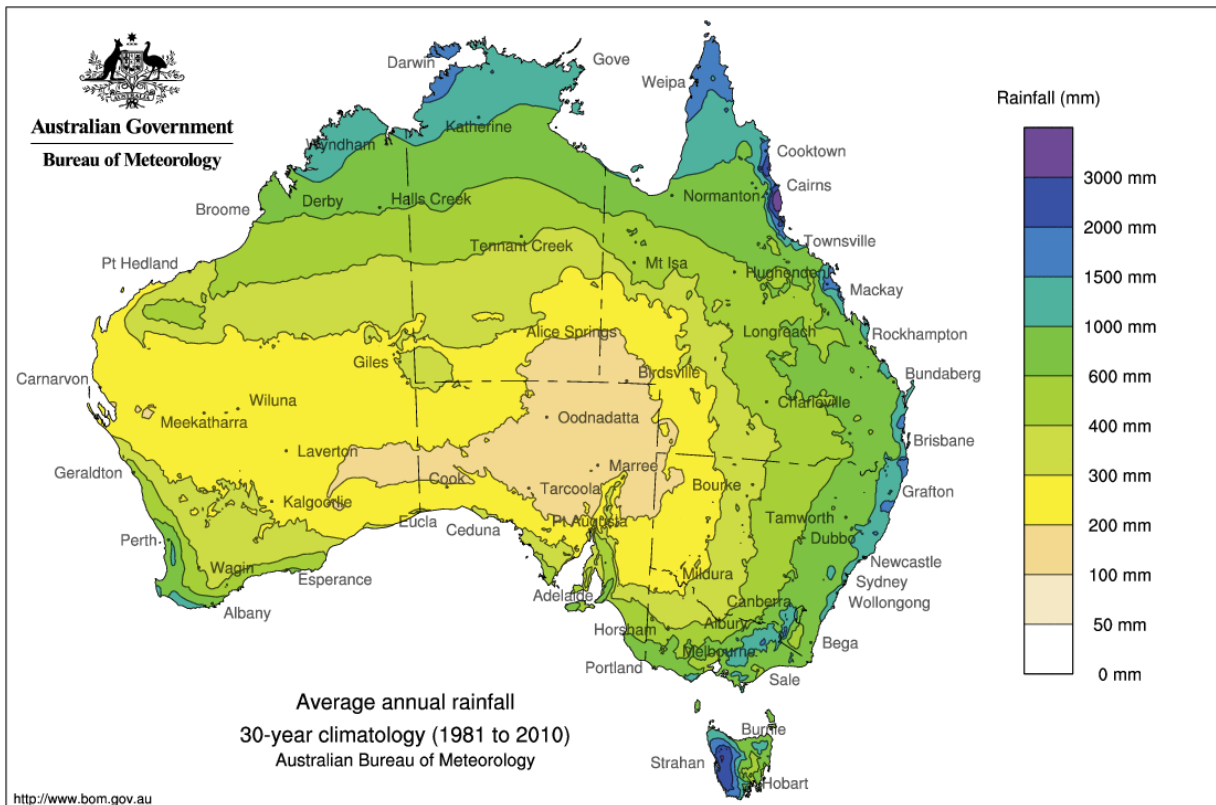 Australian Government
Bureau of Meteorology
Darwin
Gove
Weipa
Katherine
Wyndham
Cooktown
Cairns
Normanton
Broome
Derby
Halls Creek
Townsville
Tennant Creek
Pt Hedland
Mt Isa
Hughenden
Mackay
Alice Springs
Longreach
Rockhampton
Giles
Carnarvon
Birdsville
Bundaberg
Meekatharra
Wiluna
Oodnadatta
Charleville
Laverton
Brisbane
Geraldton
Marree
Cook
Tarcoola
Bourke
Grafton
Kalgoorlie
Eucla
Ceduna
Pt Augusta
Tamworth
Perth
Dubbo
Newcastle
Wagin
Esperance
Mildura
Sydney
Adelaide
Canberra
Wollongong
Albany
Horsham
Albury
Melbourne
Bega
Portland
Sale
Burnie
Strahan
Hobart
Rainfall (mm)
3000 mm
2000 mm
1500 mm
1000 mm
600 mm
400 mm
300 mm
200 mm
100 mm
50 mm
0 mm
Average annual rainfall
30-year climatology (1981 to 2010)
Australian Bureau of Meteorology
http://www.bom.gov.au